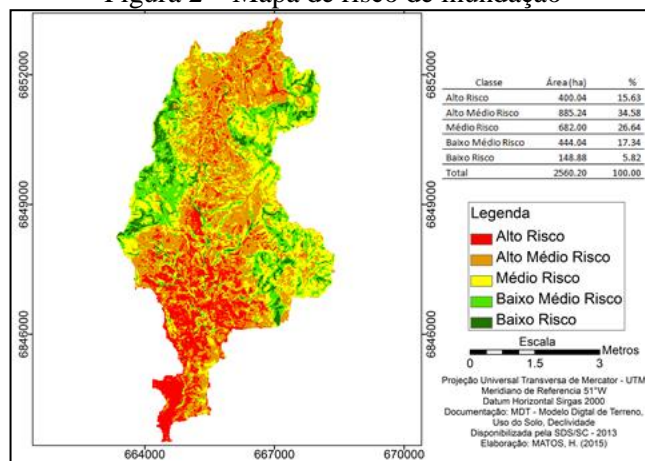 Figura 2 – Mapa de risco de inundação
6852000
6849000
6846000
664000 667000 670000
6852000
6849000
6846000
Classe Área (ha) %
Alto Risco 400.04 15.63
Alto Médio Risco 885.24 34.58
Médio Risco 682.00 26.64
Baixo Médio Risco 444.04 17.34
Baixo Risco 148.88 5.82
Total 2560.20 100.00
Legenda
Alto Risco
Alto Médio Risco
Médio Risco
Baixo Médio Risco
Baixo Risco
Escala
Metros
0 1.5 3
Projeção Universal Transversa de Mercator - UTM
Meridiano de Referencia 51°W
Datum Horizontal Sirgas 2000
Documentação: MDT - Modelo Digtal de Terreno,
Uso do Solo, Declividade
Disponibilizada pela SDS/SC - 2013
Elaboração: MATOS, H. (2015)